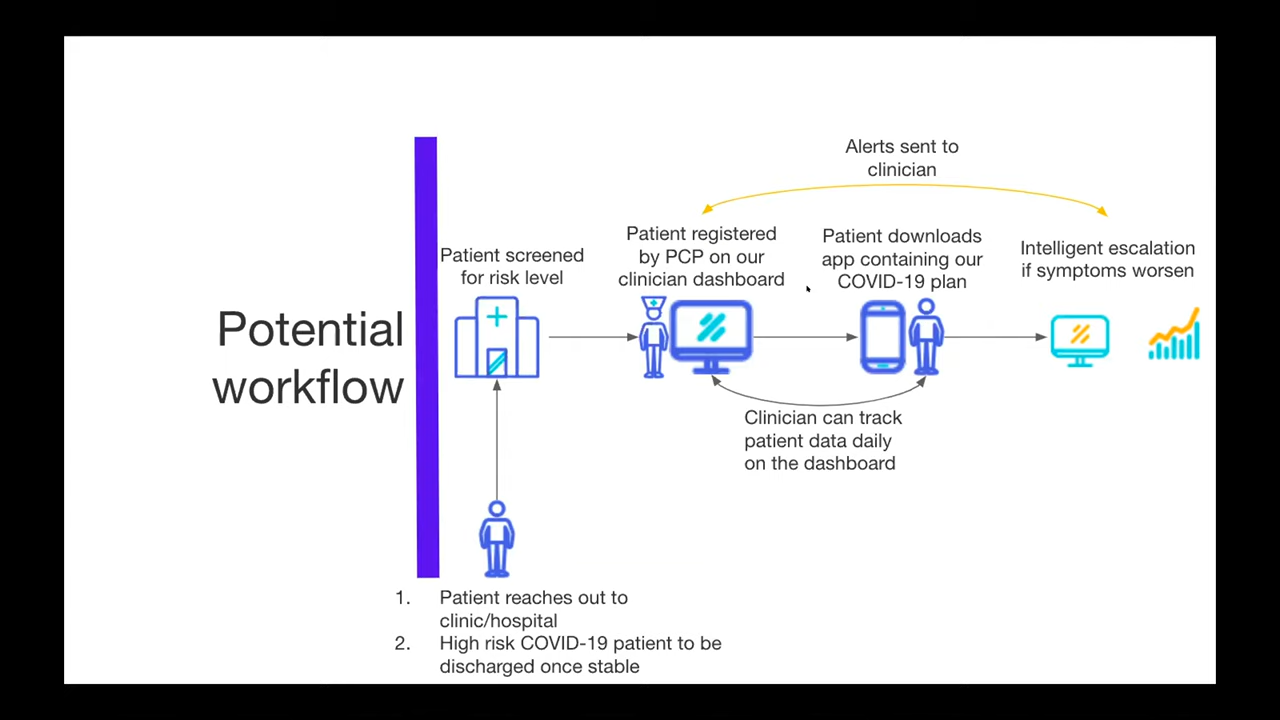 Potential
workflow
Patient screened
for risk level
Patient registered
by PCP on our
clinician dashboard
Patient downloads
app containing our
COVID-19 plan
Intelligent escalation
if symptoms worsen
Alerts sent to
clinician
Clinician can track
patient data daily
on the dashboard
1. Patient reaches out to
clinic/hospital
2. High risk COVID-19 patient to be
discharged once stable